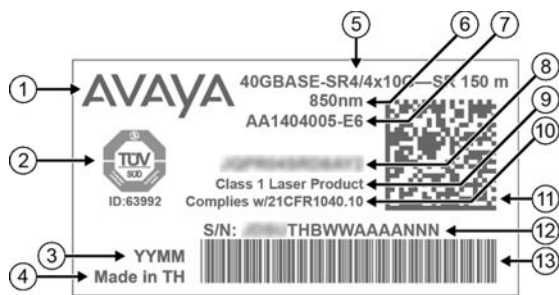 5 6 7
1 AVAYA 40GBASE-SR4/4x10G—SR 150 m 8
850nm 9
AA1404005-E6 10
2 TÜV
SÜD
ID:63992
Class 1 Laser Product
Complies w/21CFR1040.10 11
S/N: THBWWAAAANNN 12
3 YYMM
4 Made in TH 13